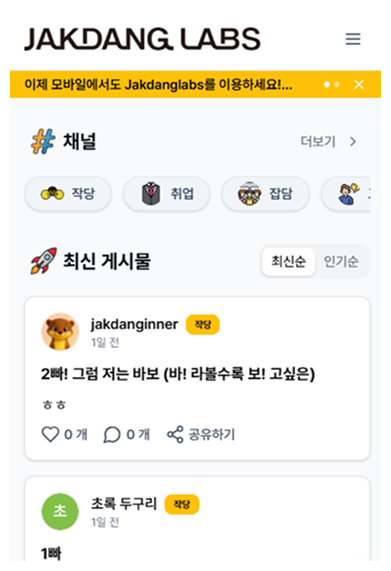 JAKDANG LABS
이제 모바일에서도 Jakdanglabs를 이용하세요!...
채널
더보기
작당
취업
잡담
최신 게시물
최신순
인기순
jakdanginner 작당
1일 전
2빠! 그럼 저는 바보 (바! 라볼수록 보! 고싶은)
ㅎㅎ
0 개
0 개
공유하기
초
초록 두구리 작당
1일 전
1빠